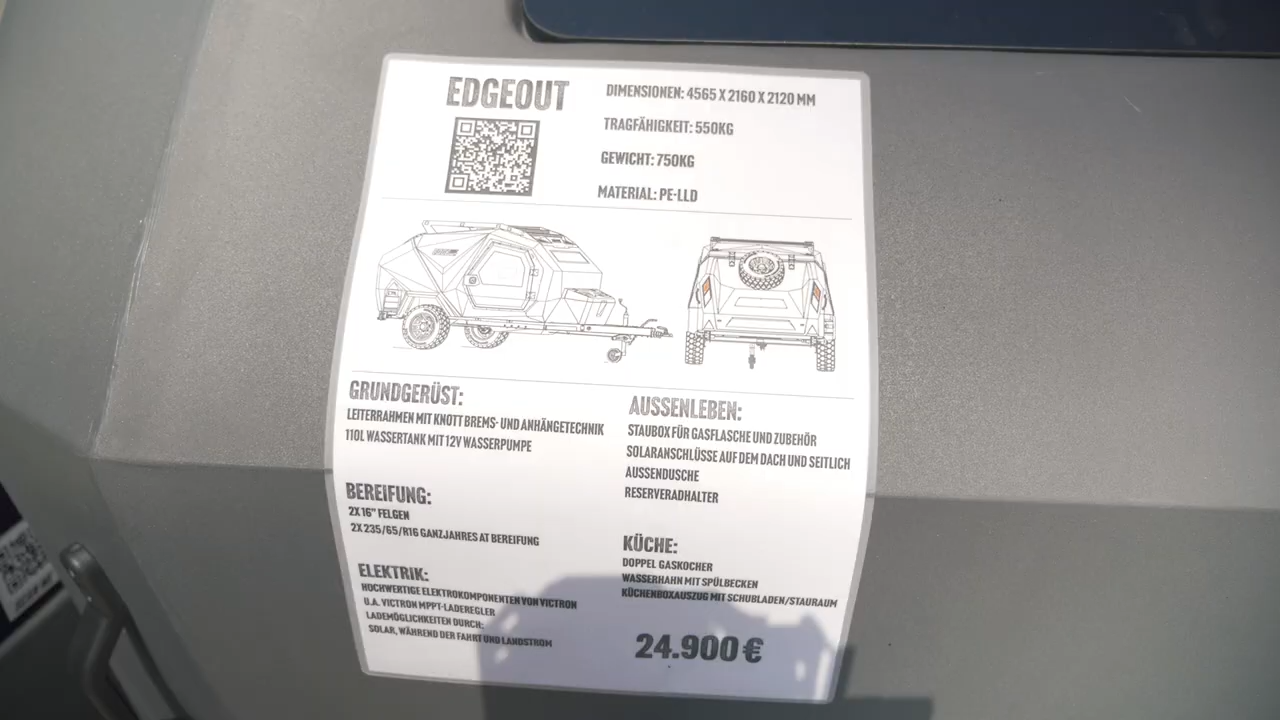 EDGEOUT
DIMENSIONEN: 4565 X 2160 X 2120 MM
TRAGFÄHIGKEIT: 550KG
GEWICHT: 750KG
MATERIAL: PE-LLD
GRUNDGERÜST:
LEITERRAHMEN MIT KNOTT BREMS- UND ANHÄNGETECHNIK
110L WASSERTANK MIT 12V WASSERPUMPE
BEREIFUNG:
2X 16" FELGEN
2X 235/65/R16 GANZJAHRES AT BEREIFUNG
ELEKTRIK:
HOCHWERTIGE ELEKTROKOMPONENTEN VON VICTRON
U.A. VICTRON MPPT-LADEREGLER
LADEMÖGLICHKEITEN DURCH:
SOLAR, WÄHREND DER FAHRT UND LANDSTROM
AUSSENLEBEN:
STAUBOX FÜR GASFLASCHE UND ZUBEHÖR
SOLARANSCHLÜSSE AUF DEM DACH UND SEITLICH
AUSSENDUSCHE
RESERVERADHALTER
KÜCHE:
DOPPEL GASKOCHER
WASSERHAHN MIT SPÜLBECKEN
KÜCHENBOXAUSZUG MIT SCHUBLADEN/STAURAUM
24.900 €